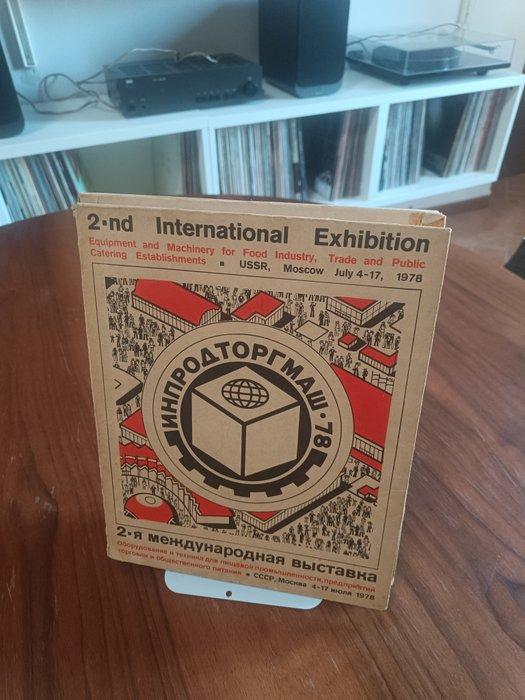 2·nd International Exhibition
Equipment and Machinery for Food Industry, Trade and Public
Catering Establishments ▪ USSR, Moscow July 4-17, 1978
ИНПРОДТОРГМАШ·78
2·я международная выставка
Оборудование и техника для пищевой промышленности, предприятий
торговли и общественного питания ▪ СССР, Москва 4-17 июля 1978